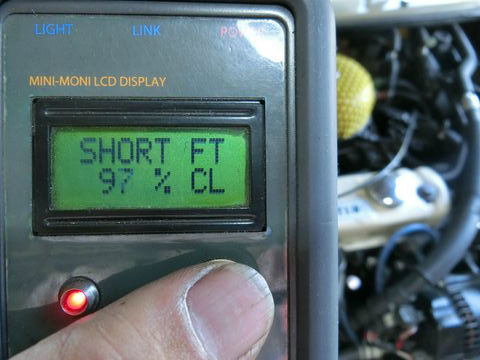 LIGHT LINK POWER
MINI-MONI LCD DISPLAY
SHORT FT
97 % CL